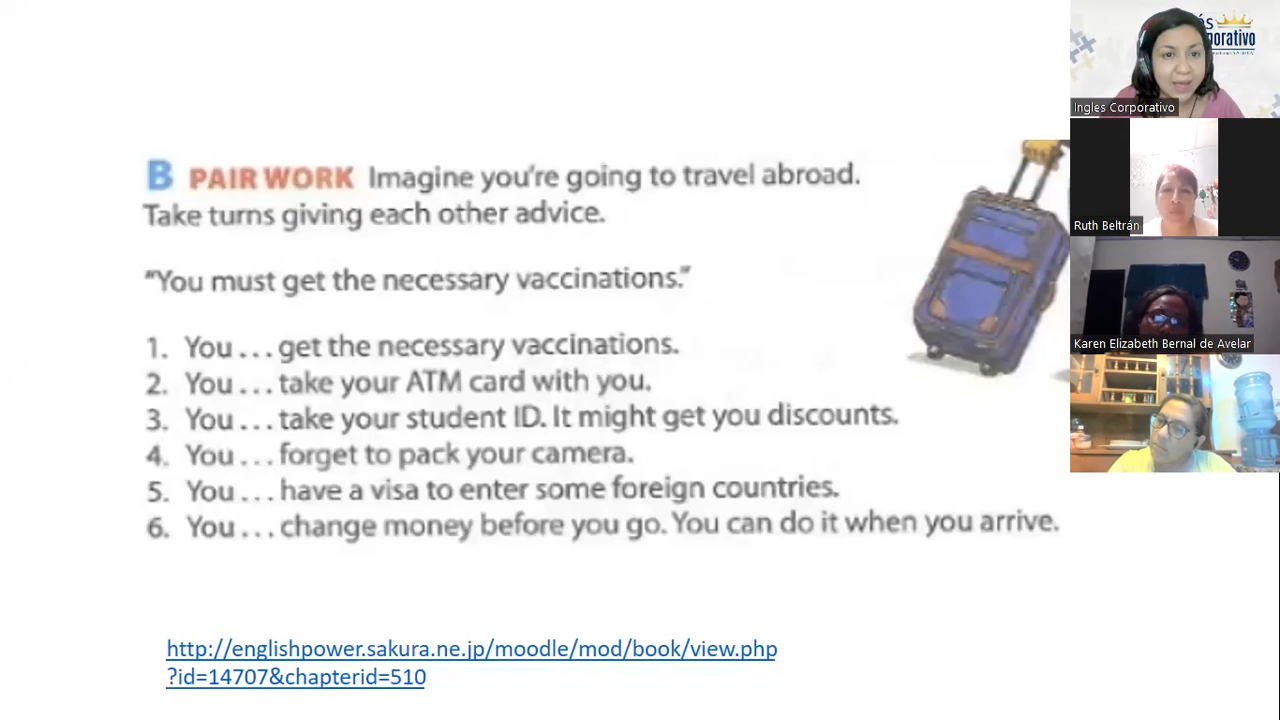 B PAIR WORK Imagine you're going to travel abroad.
Take turns giving each other advice.
"You must get the necessary vaccinations."
1. You ... get the necessary vaccinations.
2. You ... take your ATM card with you.
3. You ... take your student ID. It might get you discounts.
4. You ... forget to pack your camera.
5. You ... have a visa to enter some foreign countries.
6. You ... change money before you go. You can do it when you arrive.
http://englishpower.sakura.ne.jp/moodle/mod/book/view.php
?id=14707&chapterid=510
Ingles Corporativo
Ruth Beltrán
Karen Elizabeth Bernal de Avelar